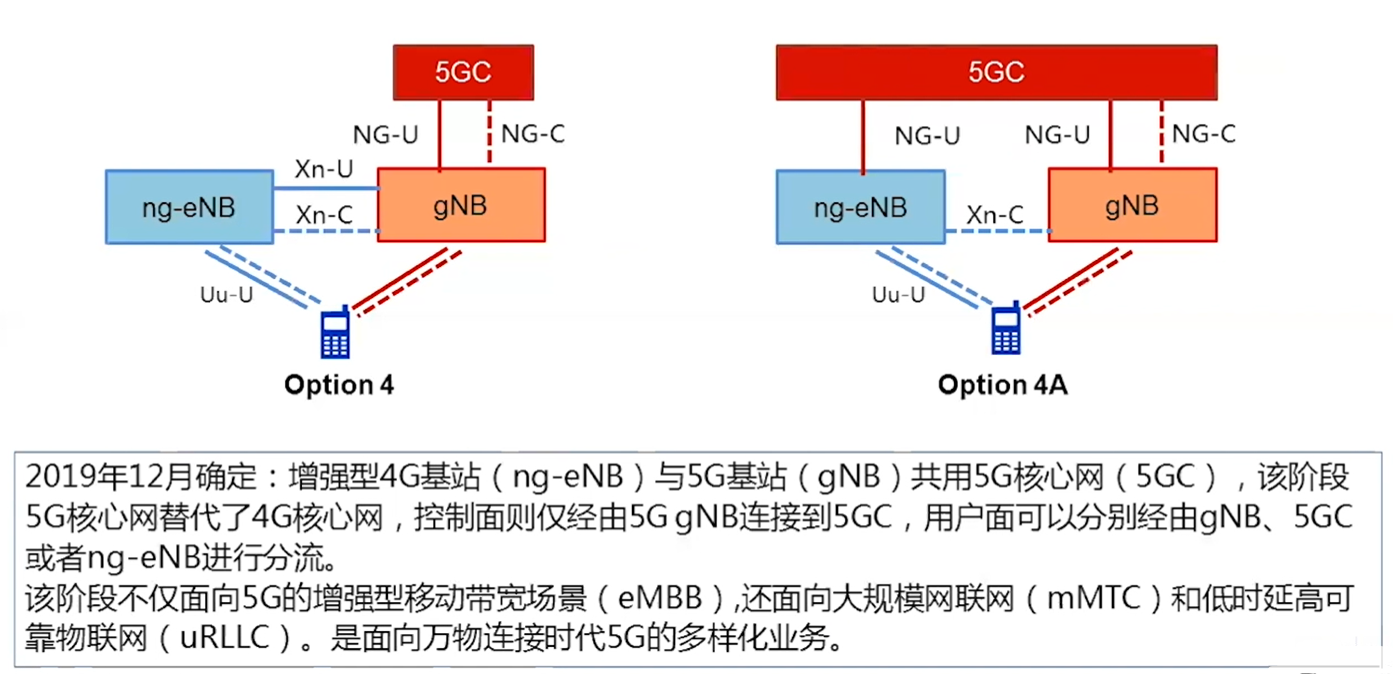 5GC
5GC
NG-U
NG-C
NG-U
NG-U
NG-C
Xn-U
ng-eNB
Xn-C
gNB
ng-eNB
Xn-C
gNB
Uu-U
Uu-U
Option 4
Option 4A
2019年12月确定：增强型4G基站（ng-eNB）与5G基站（gNB）共用5G核心网（5GC），该阶段
5G核心网替代了4G核心网，控制面则仅经由5G gNB连接到5GC，用户面可以分别经由gNB、5GC
或者ng-eNB进行分流。
该阶段不仅面向5G的增强型移动带宽场景（eMBB）,还面向大规模网联网（mMTC）和低时延高可
靠物联网（uRLLC）。是面向万物连接时代5G的多样化业务。